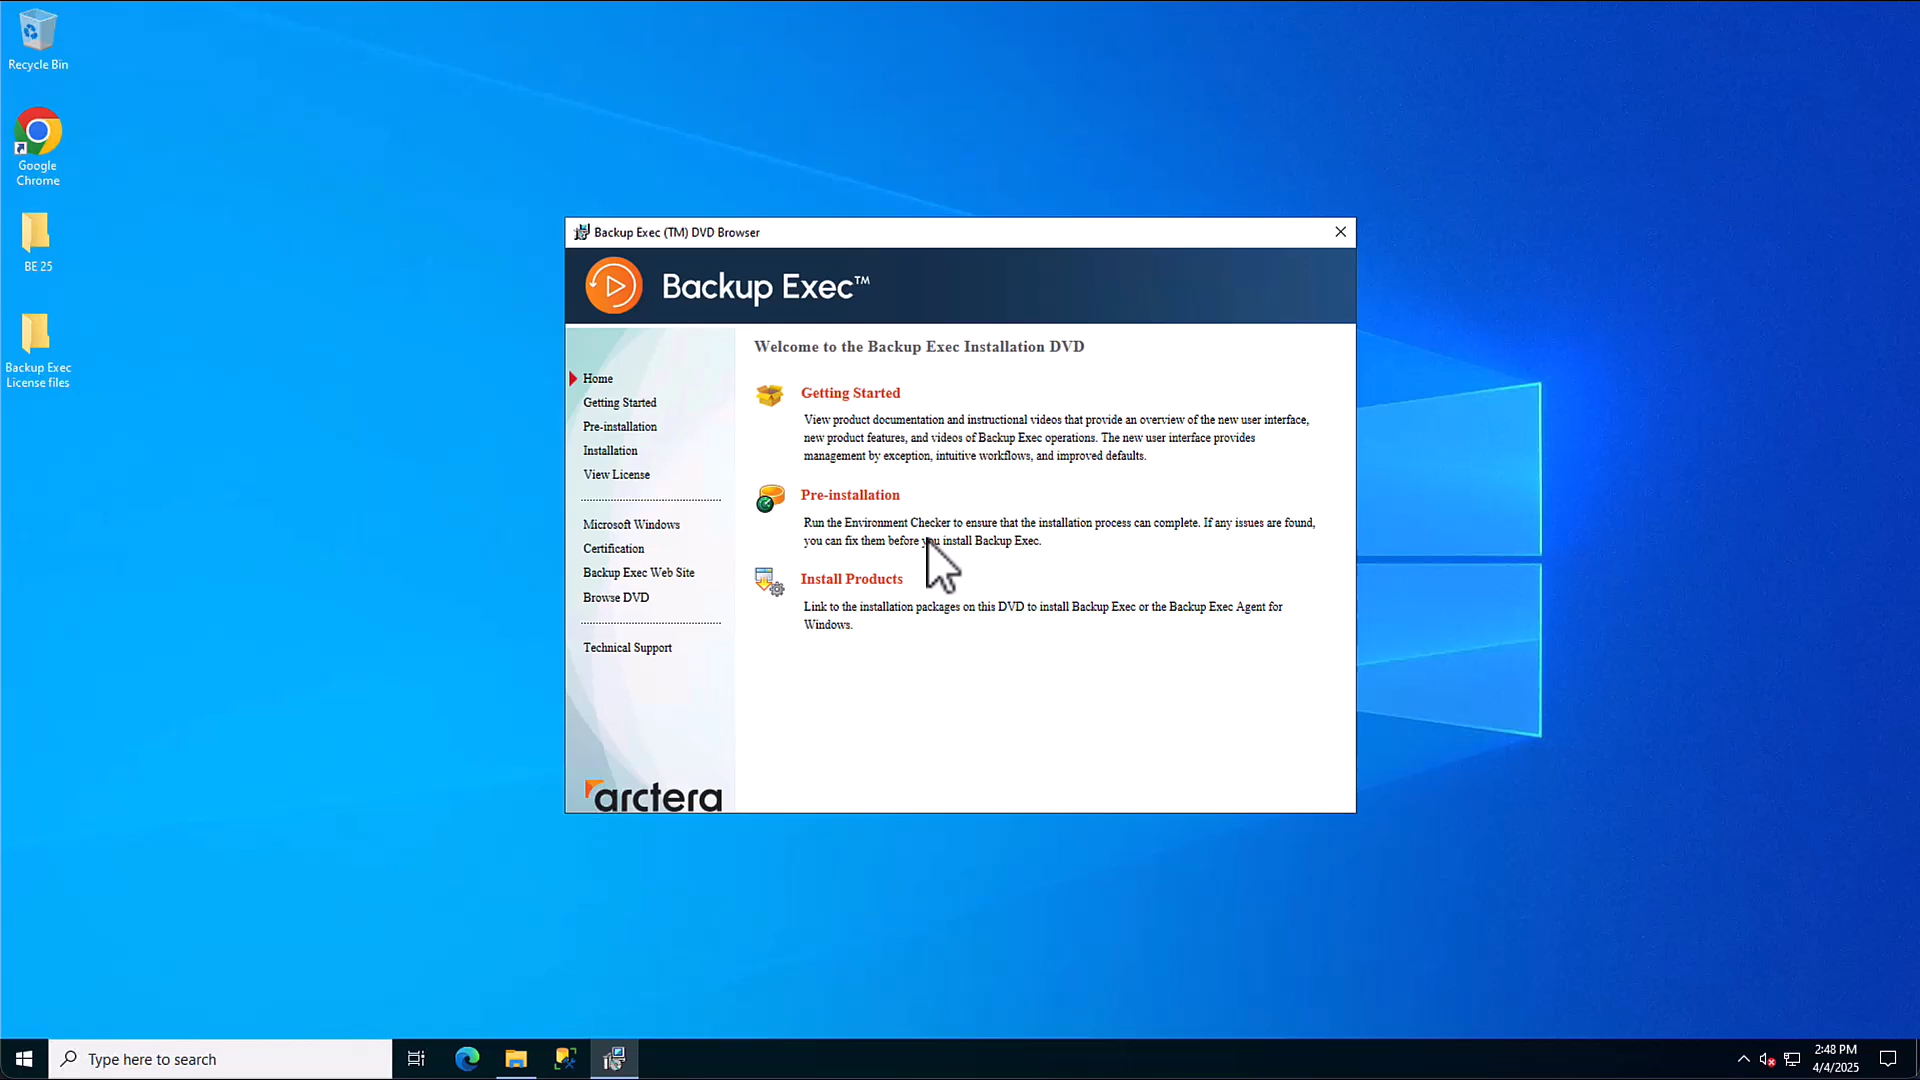 Recycle Bin
Google
Chrome
BE 25
Backup Exec
License files
Backup Exec (TM) DVD Browser
Backup Exec™
Home
Getting Started
Pre-installation
Installation
View License
Microsoft Windows
Certification
Backup Exec Web Site
Browse DVD
Technical Support
arctera
Welcome to the Backup Exec Installation DVD
Getting Started
View product documentation and instructional videos that provide an overview of the new user interface,
new product features, and videos of Backup Exec operations. The new user interface provides
management by exception, intuitive workflows, and improved defaults.
Pre-installation
Run the Environment Checker to ensure that the installation process can complete. If any issues are found,
you can fix them before you install Backup Exec.
Install Products
Link to the installation packages on this DVD to install Backup Exec or the Backup Exec Agent for
Windows.
Type here to search
2:48 PM
4/4/2025